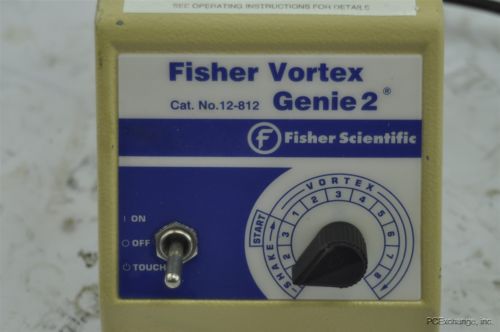 SEE OPERATING INSTRUCTIONS FOR DETAILS
Fisher Vortex
Cat. No.12-812 Genie 2 ®
F Fisher Scientific
VORTEX
START 1 2 3 4 5 6 7 8
SHAKE 3 2
I ON
O OFF
TOUCH
PCExchange, inc.